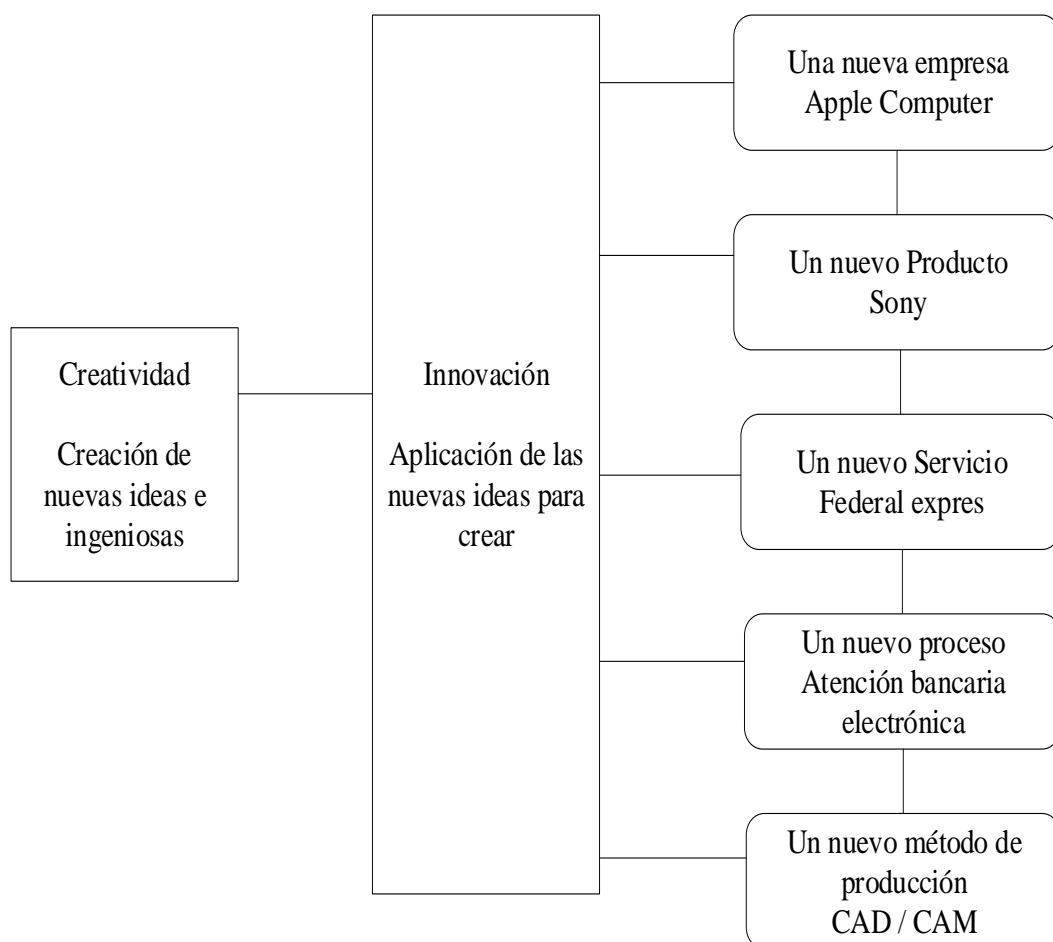 Creatividad
Creación de
nuevas ideas e
ingeniosas
Innovación
Aplicación de las
nuevas ideas para
crear
Una nueva empresa
Apple Computer
Un nuevo Producto
Sony
Un nuevo Servicio
Federal expres
Un nuevo proceso
Atención bancaria
electrónica
Un nuevo método de
producción
CAD / CAM